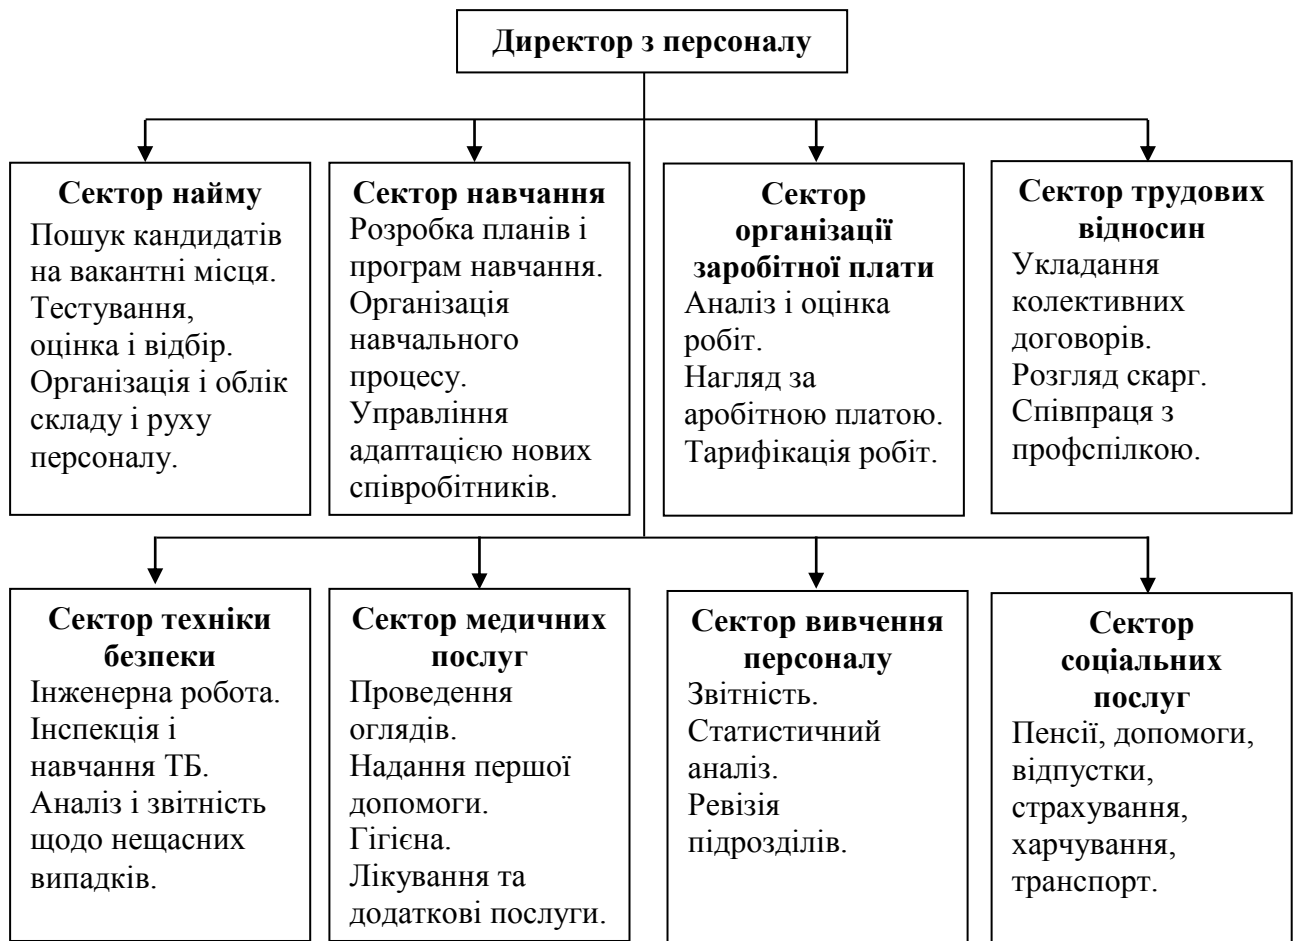 Директор з персоналу
Сектор найму
Пошук кандидатів
на вакантні місця.
Тестування,
оцінка і відбір.
Організація і облік
складу і руху
персоналу.
Сектор навчання
Розробка планів і
програм навчання.
Організація
навчального
процесу.
Управління
адаптацією нових
співробітників.
Сектор
організації
заробітної плати
Аналіз і оцінка
робіт.
Нагляд за
аробітною платою.
Тарифікація робіт.
Сектор трудових
відносин
Укладання
колективних
договорів.
Розгляд скарг.
Співпраця з
профспілкою.
Сектор техніки
безпеки
Інженерна робота.
Інспекція і
навчання ТБ.
Аналіз і звітність
щодо нещасних
випадків.
Сектор медичних
послуг
Проведення
оглядів.
Надання першої
допомоги.
Гігієна.
Лікування та
додаткові послуги.
Сектор вивчення
персоналу
Звітність.
Статистичний
аналіз.
Ревізія
підрозділів.
Сектор
соціальних
послуг
Пенсії, допомоги,
відпустки,
страхування,
харчування,
транспорт.